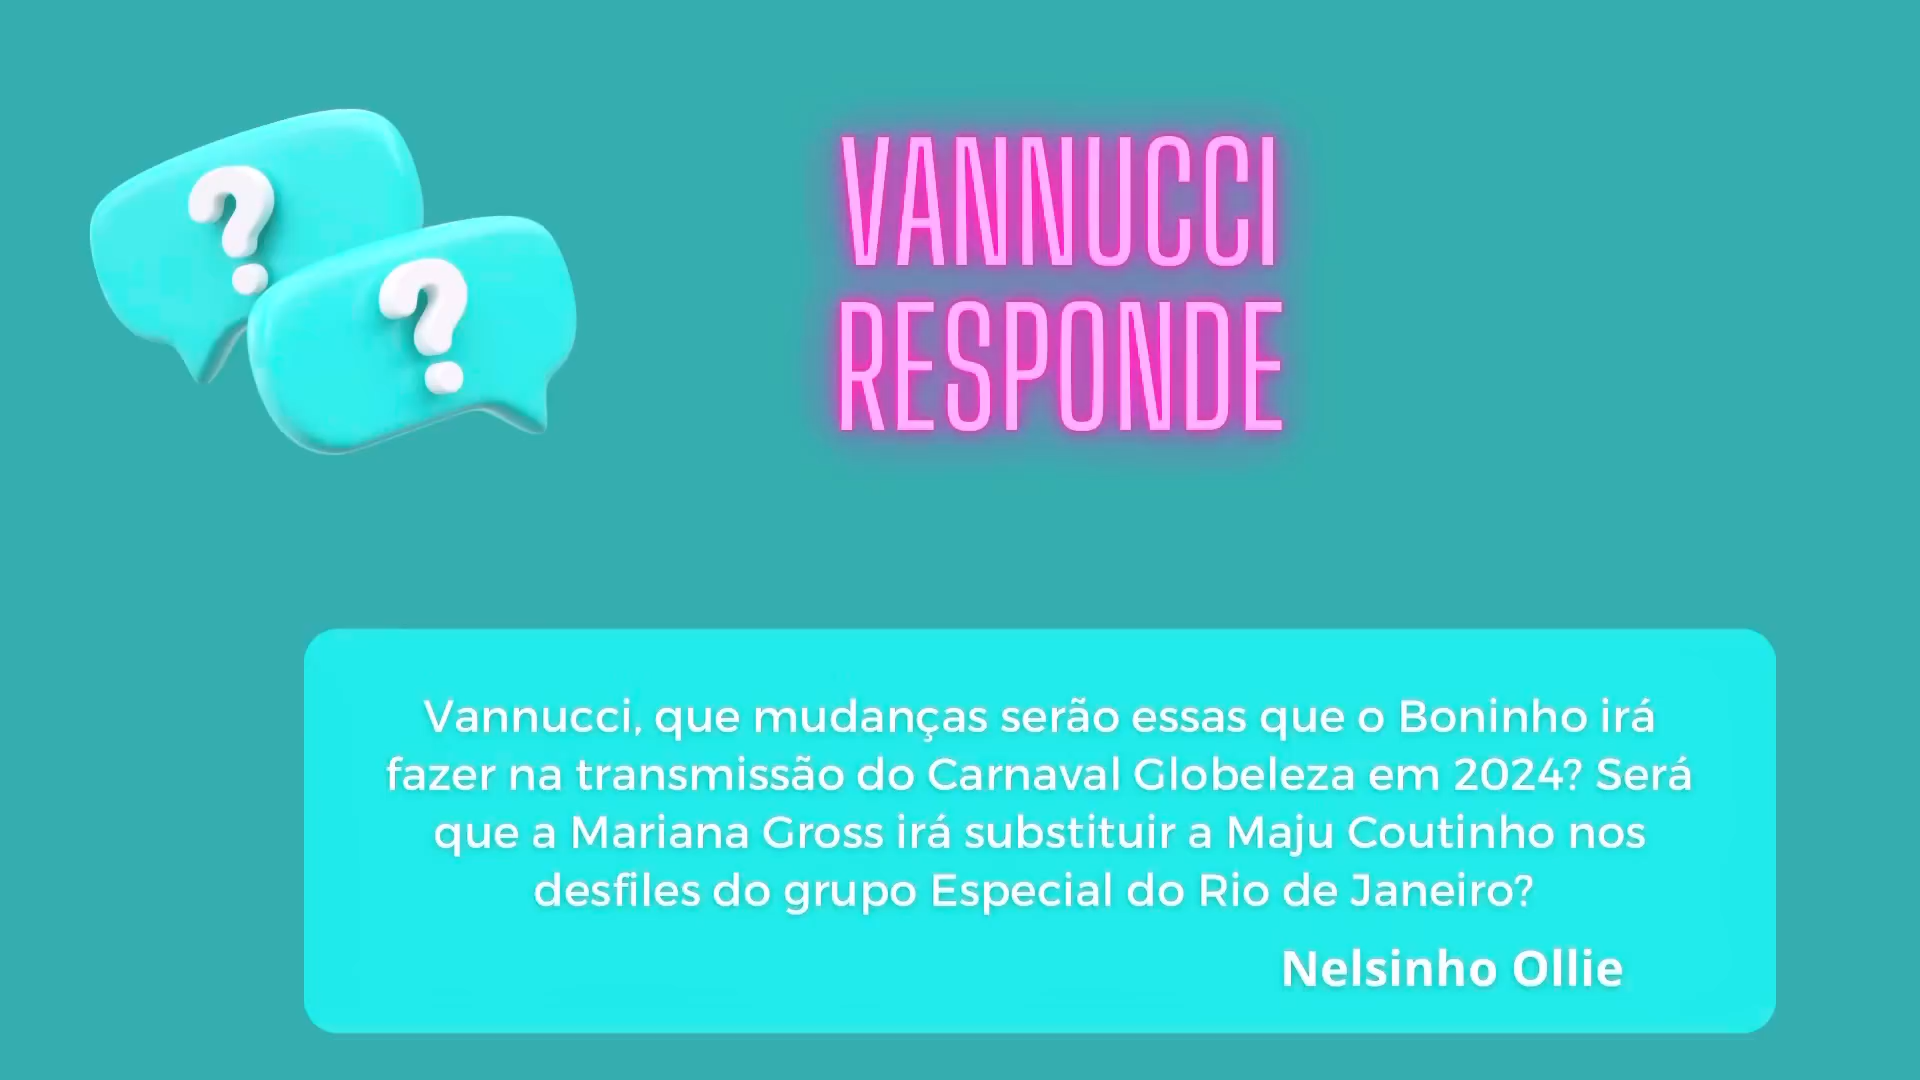 VANNUCCI
RESPONDE
Vannucci, que mudanças serão essas que o Boninho irá
fazer na transmissão do Carnaval Globeleza em 2024? Será
que a Mariana Gross irá substituir a Maju Coutinho nos
desfiles do grupo Especial do Rio de Janeiro?
Nelsinho Ollie